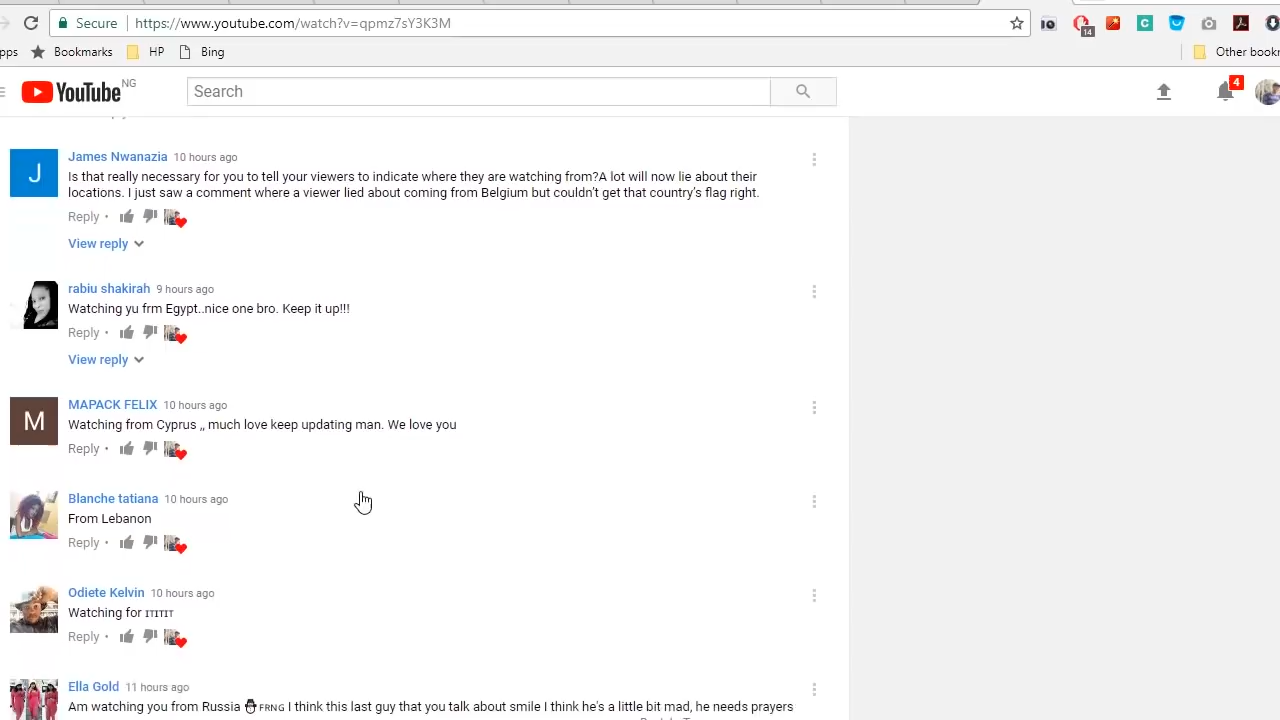 Secure https://www.youtube.com/watch?v=qpmz7sY3K3M
14
pps Bookmarks HP Bing Other bookr
YouTube NG Search 4
James Nwanazia 10 hours ago
Is that really necessary for you to tell your viewers to indicate where they are watching from?A lot will now lie about their
locations. I just saw a comment where a viewer lied about coming from Belgium but couldn't get that country's flag right.
Reply
View reply
rabiu shakirah 9 hours ago
Watching yu frm Egypt..nice one bro. Keep it up!!!
Reply
View reply
M
MAPACK FELIX 10 hours ago
Watching from Cyprus ,, much love keep updating man. We love you
Reply
Blanche tatiana 10 hours ago
From Lebanon
Reply
Odiete Kelvin 10 hours ago
Watching for ITITIT
Reply
Ella Gold 11 hours ago
Am watching you from Russia FRNG I think this last guy that you talk about smile I think he's a little bit mad, he needs prayers